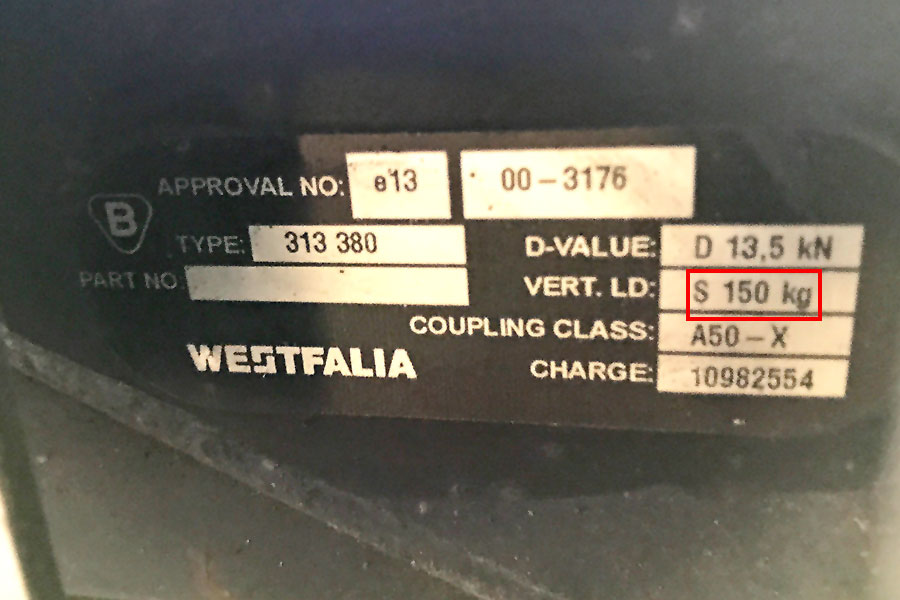 APPROVAL NO: e13 00-3176
B
TYPE: 313 380
D-VALUE: D 13,5 kN
PART NO.
VERT. LD: S 150 kg
COUPLING CLASS: A50-X
WESTFALIA
CHARGE: 10982554